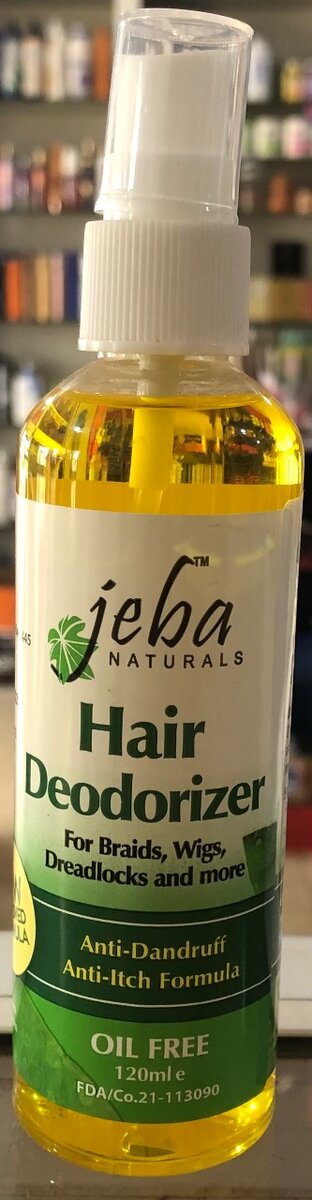 jeba™
NATURALS
Hair
Deodorizer
For Braids, Wigs,
Dreadlocks and more
Anti-Dandruff
Anti-Itch Formula
OIL FREE
120ml e
FDA/Co.21-113090